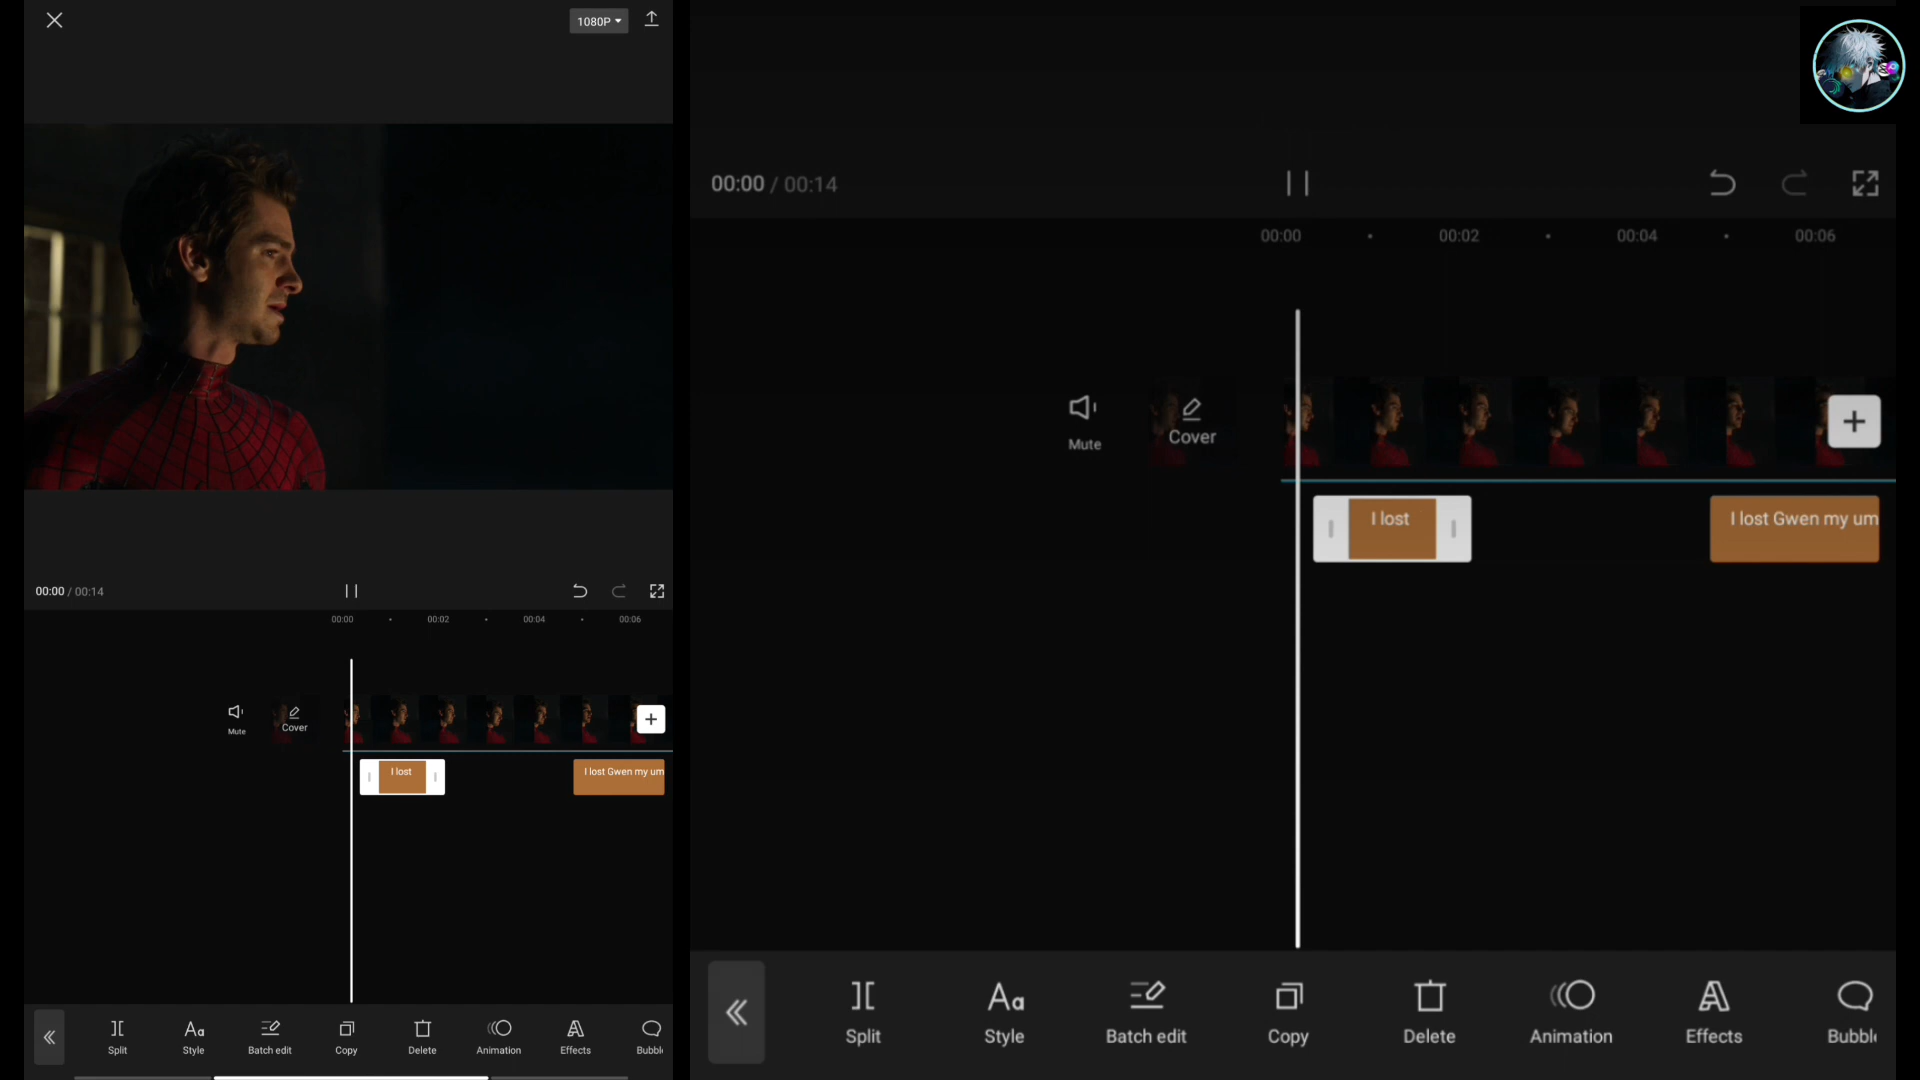 1080P
00:00 / 00:14
00:00 00:02 00:04 00:06
Mute
Cover
I lost
I lost Gwen my um
Split
Style
Batch edit
Copy
Delete
Animation
Effects
Bubbl
00:00 / 00:14
00:00 00:02 00:04 00:06
Mute
Cover
I lost
I lost Gwen my um
Split
Style
Batch edit
Copy
Delete
Animation
Effects
Bubbl